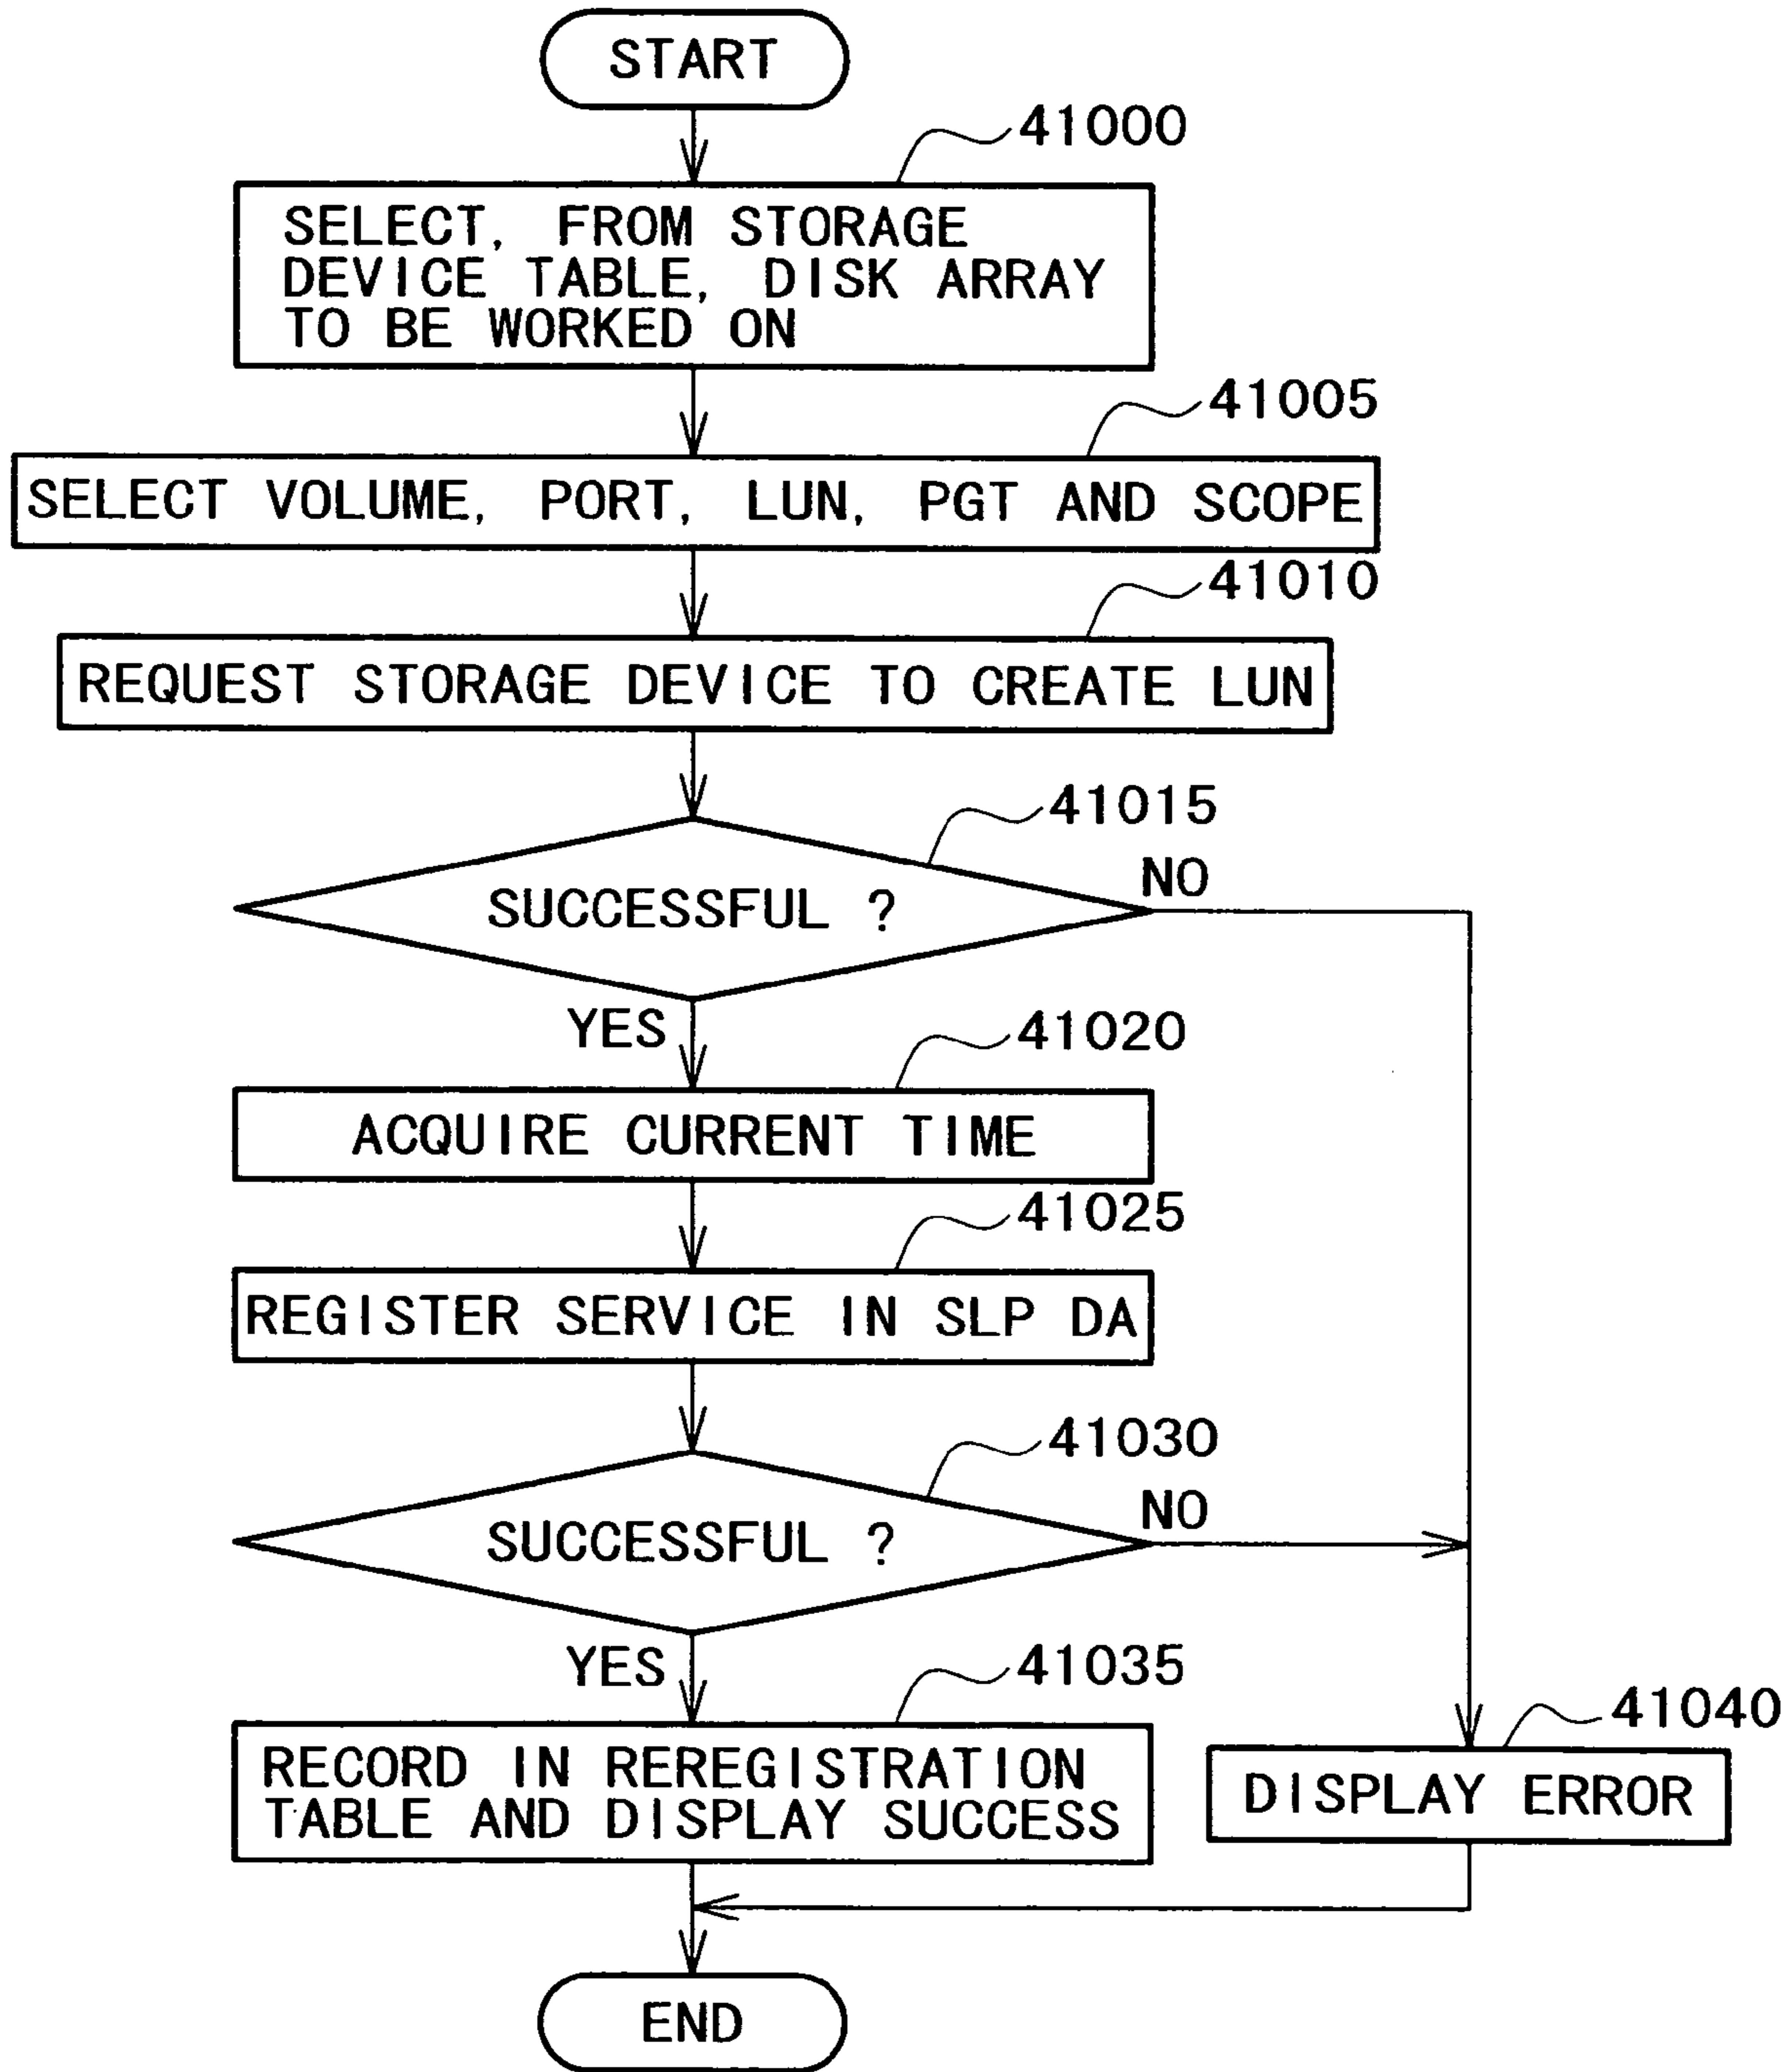 START
41000
SELECT, FROM STORAGE
DEVICE TABLE, DISK ARRAY
TO BE WORKED ON
41005
SELECT VOLUME, PORT, LUN, PGT AND SCOPE
41010
REQUEST STORAGE DEVICE TO CREATE LUN
41015
SUCCESSFUL ?
NO
YES
41020
ACQUIRE CURRENT TIME
41025
REGISTER SERVICE IN SLP DA
41030
SUCCESSFUL ?
NO
YES
41035
RECORD IN REREGISTRATION
TABLE AND DISPLAY SUCCESS
41040
DISPLAY ERROR
END